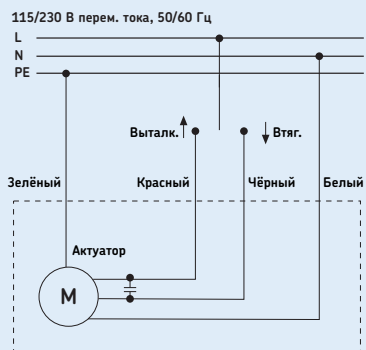 115/230 В перем. тока, 50/60 Гц
L
N
PE
Выталк. Втяг.
Зелёный Красный Чёрный Белый
Актуатор
M